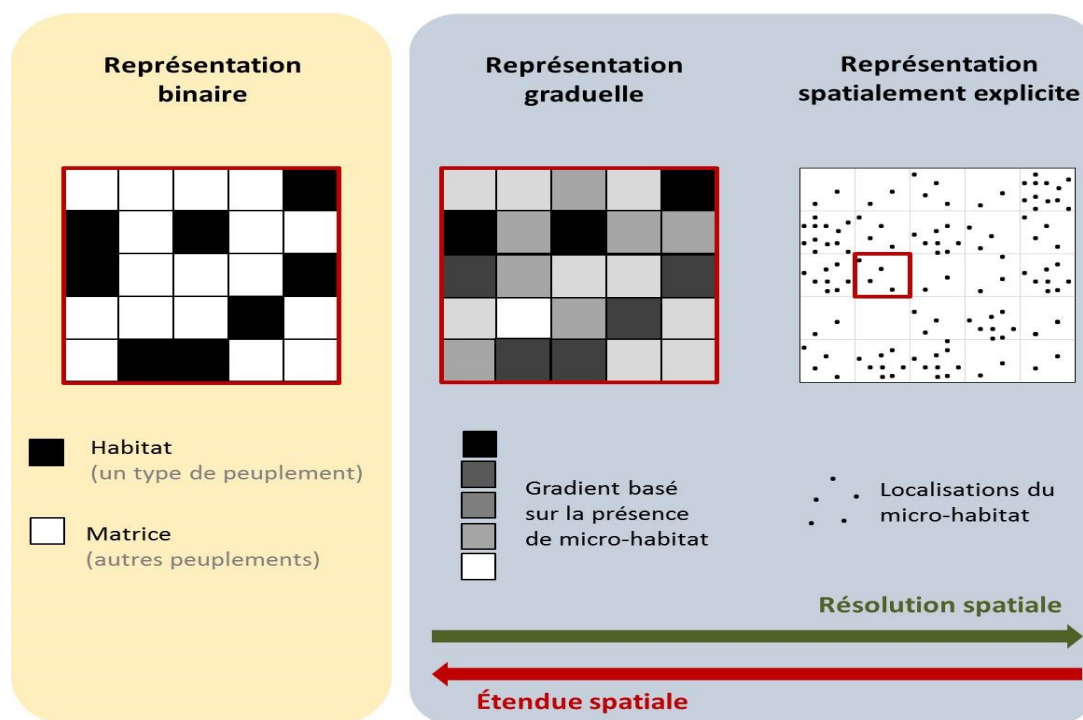 Représentation
binaire
Habitat
(un type de peuplement)
Matrice
(autres peuplements)
Représentation
graduelle
Gradient basé
sur la présence
de micro-habitat
Représentation
spatialement explicite
Localisations du
micro-habitat
Résolution spatiale
Étendue spatiale